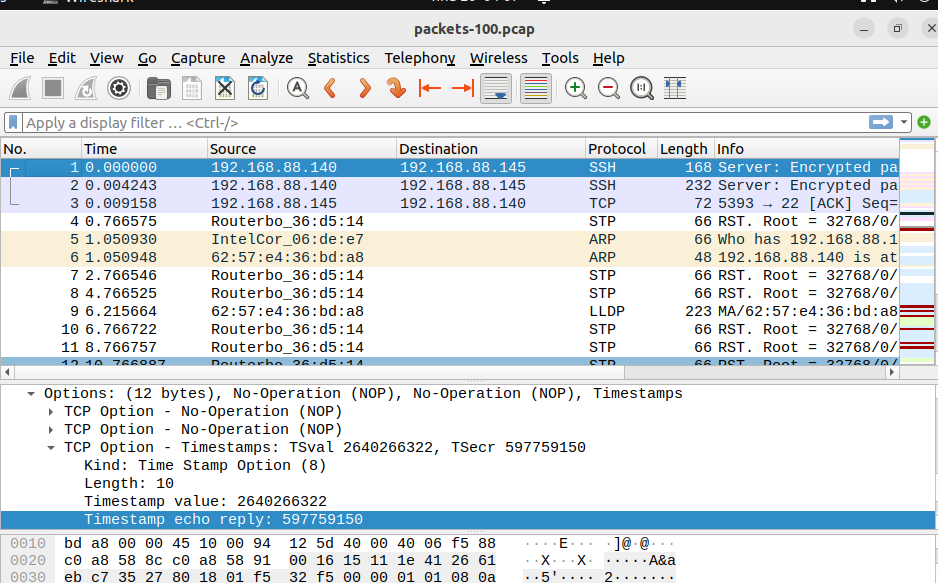 packets-100.pcap
File Edit View Go Capture Analyze Statistics Telephony Wireless Tools Help
Apply a display filter … <Ctrl-/>
No. Time Source Destination Protocol Length Info
1 0.000000 192.168.88.140 192.168.88.145 SSH 168 Server: Encrypted pa
2 0.004243 192.168.88.140 192.168.88.145 SSH 232 Server: Encrypted pa
3 0.009158 192.168.88.145 192.168.88.140 TCP 72 5393 → 22 [ACK] Seq=
4 0.766575 Routerbo_36:d5:14 STP 66 RST. Root = 32768/0/
5 1.050930 IntelCor_06:de:e7 ARP 66 Who has 192.168.88.1
6 1.050948 62:57:e4:36:bd:a8 ARP 48 192.168.88.140 is at
7 2.766546 Routerbo_36:d5:14 STP 66 RST. Root = 32768/0/
8 4.766525 Routerbo_36:d5:14 STP 66 RST. Root = 32768/0/
9 6.215664 62:57:e4:36:bd:a8 LLDP 223 MA/62:57:e4:36:bd:a8
10 6.766722 Routerbo_36:d5:14 STP 66 RST. Root = 32768/0/
11 8.766757 Routerbo_36:d5:14 STP 66 RST. Root = 32768/0/
12 10.766887 Routerbo_36:d5:14 STP 66 RST. Root = 32768/0/
Options: (12 bytes), No-Operation (NOP), No-Operation (NOP), Timestamps
TCP Option - No-Operation (NOP)
TCP Option - No-Operation (NOP)
TCP Option - Timestamps: TSval 2640266322, TSecr 597759150
Kind: Time Stamp Option (8)
Length: 10
Timestamp value: 2640266322
Timestamp echo reply: 597759150
0010 bd a8 00 00 45 10 00 94 12 5d 40 00 40 06 f5 88 ····E··· ·]@·@···
0020 c0 a8 58 8c c0 a8 58 91 00 16 15 11 1e 41 26 61 ··X···X· ·····A&a
0030 eb c7 35 27 80 18 01 f5 32 f5 00 00 01 01 08 0a ··5'···· 2·······